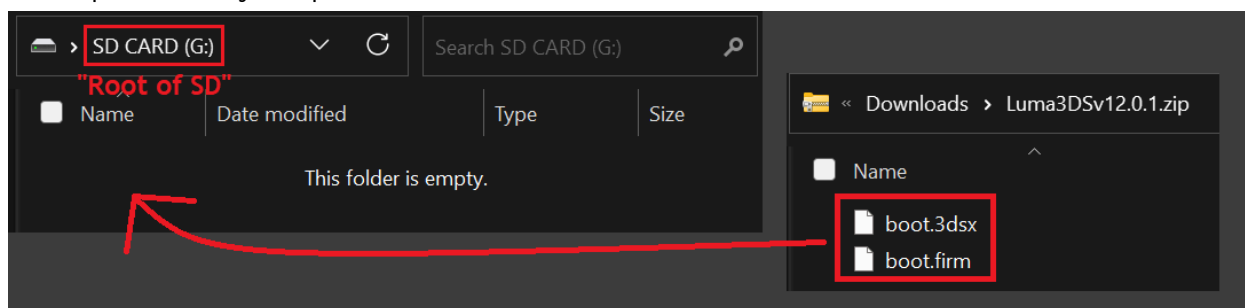 SD CARD (G:)
Search SD CARD (G:)
"Root of SD"
Name
Date modified
Type
Size
This folder is empty.
« Downloads > Luma3DSv12.0.1.zip
Name
boot.3dsx
boot.firm